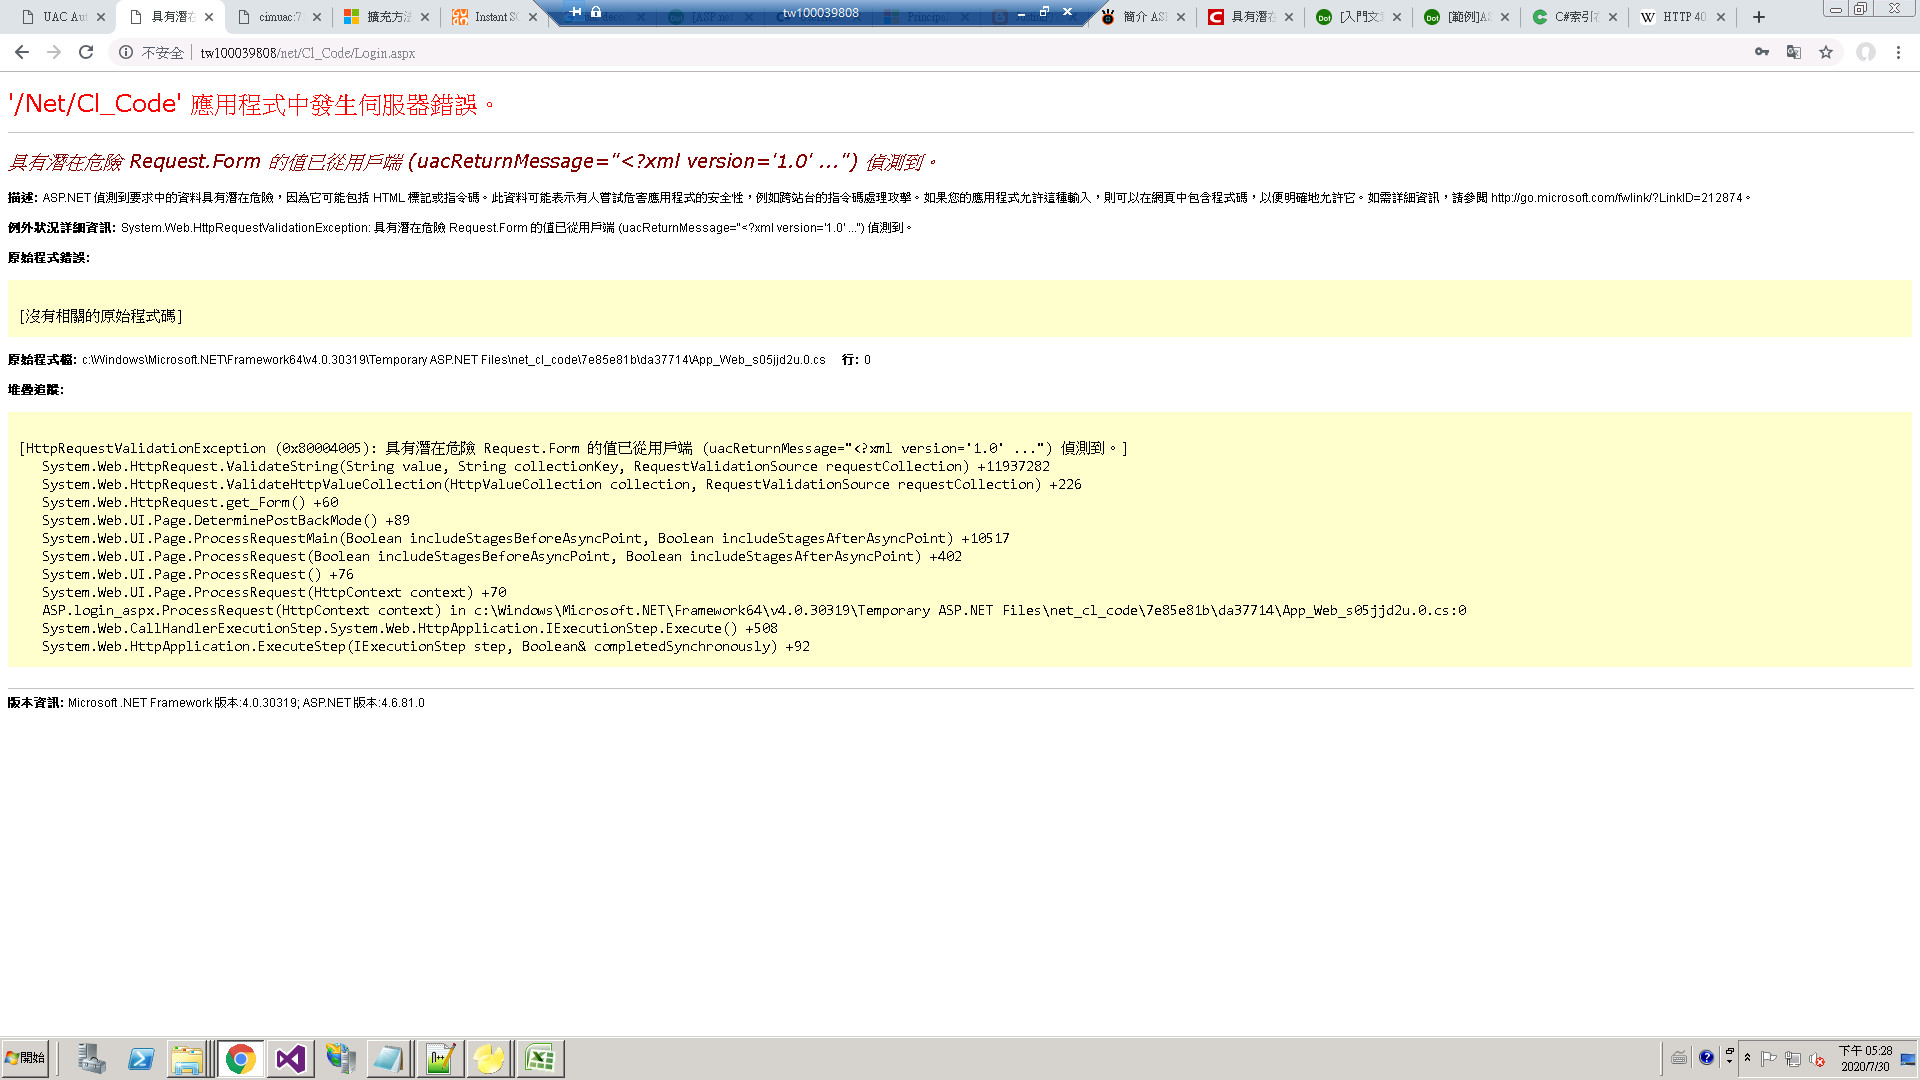 UAC Au
具有潛在
cimuac:7
擴充方法
Instant S
tw100039808
簡介 AS
具有潛在
[入門文
[範例]A
C#索引
HTTP 40
不安全
tw100039808/net/Cl_Code/Login.aspx
'/Net/Cl_Code' 應用程式中發生伺服器錯誤。
具有潛在危險 Request.Form 的值已從用戶端 (uacReturnMessage="<?xml version='1.0' ...") 偵測到。
描述: ASP.NET 偵測到要求中的資料具有潛在危險，因為它可能包括 HTML 標記或指令碼。此資料可能表示有人嘗試危害應用程式的安全性，例如跨站台的指令碼處理攻擊。如果您的應用程式允許這種輸入，則可以在網頁中包含程式碼，以便明確地允許它。如需詳細資訊，請參閱 http://go.microsoft.com/fwlink/?LinkID=212874。
例外狀況詳細資訊: System.Web.HttpRequestValidationException: 具有潛在危險 Request.Form 的值已從用戶端 (uacReturnMessage="<?xml version='1.0' ...") 偵測到。
原始程式錯誤:
[沒有相關的原始程式碼]
原始程式檔: c:\Windows\Microsoft.NET\Framework64\v4.0.30319\Temporary ASP.NET Files\net_cl_code\7e85e81b\da37714\App_Web_s05jjd2u.0.cs 行: 0
堆疊追蹤:
[HttpRequestValidationException (0x80004005): 具有潛在危險 Request.Form 的值已從用戶端 (uacReturnMessage="<?xml version='1.0' ...") 偵測到。]
System.Web.HttpRequest.ValidateString(String value, String collectionKey, RequestValidationSource requestCollection) +11937282
System.Web.HttpRequest.ValidateHttpValueCollection(HttpValueCollection collection, RequestValidationSource requestCollection) +226
System.Web.HttpRequest.get_Form() +60
System.Web.UI.Page.DeterminePostBackMode() +89
System.Web.UI.Page.ProcessRequestMain(Boolean includeStagesBeforeAsyncPoint, Boolean includeStagesAfterAsyncPoint) +10517
System.Web.UI.Page.ProcessRequest(Boolean includeStagesBeforeAsyncPoint, Boolean includeStagesAfterAsyncPoint) +402
System.Web.UI.Page.ProcessRequest() +76
System.Web.UI.Page.ProcessRequest(HttpContext context) +70
ASP.login_aspx.ProcessRequest(HttpContext context) in c:\Windows\Microsoft.NET\Framework64\v4.0.30319\Temporary ASP.NET Files\net_cl_code\7e85e81b\da37714\App_Web_s05jjd2u.0.cs:0
System.Web.CallHandlerExecutionStep.System.Web.HttpApplication.IExecutionStep.Execute() +508
System.Web.HttpApplication.ExecuteStep(IExecutionStep step, Boolean& completedSynchronously) +92
版本資訊: Microsoft .NET Framework 版本:4.0.30319; ASP.NET 版本:4.6.81.0
開始
下午 05:28
2020/7/30